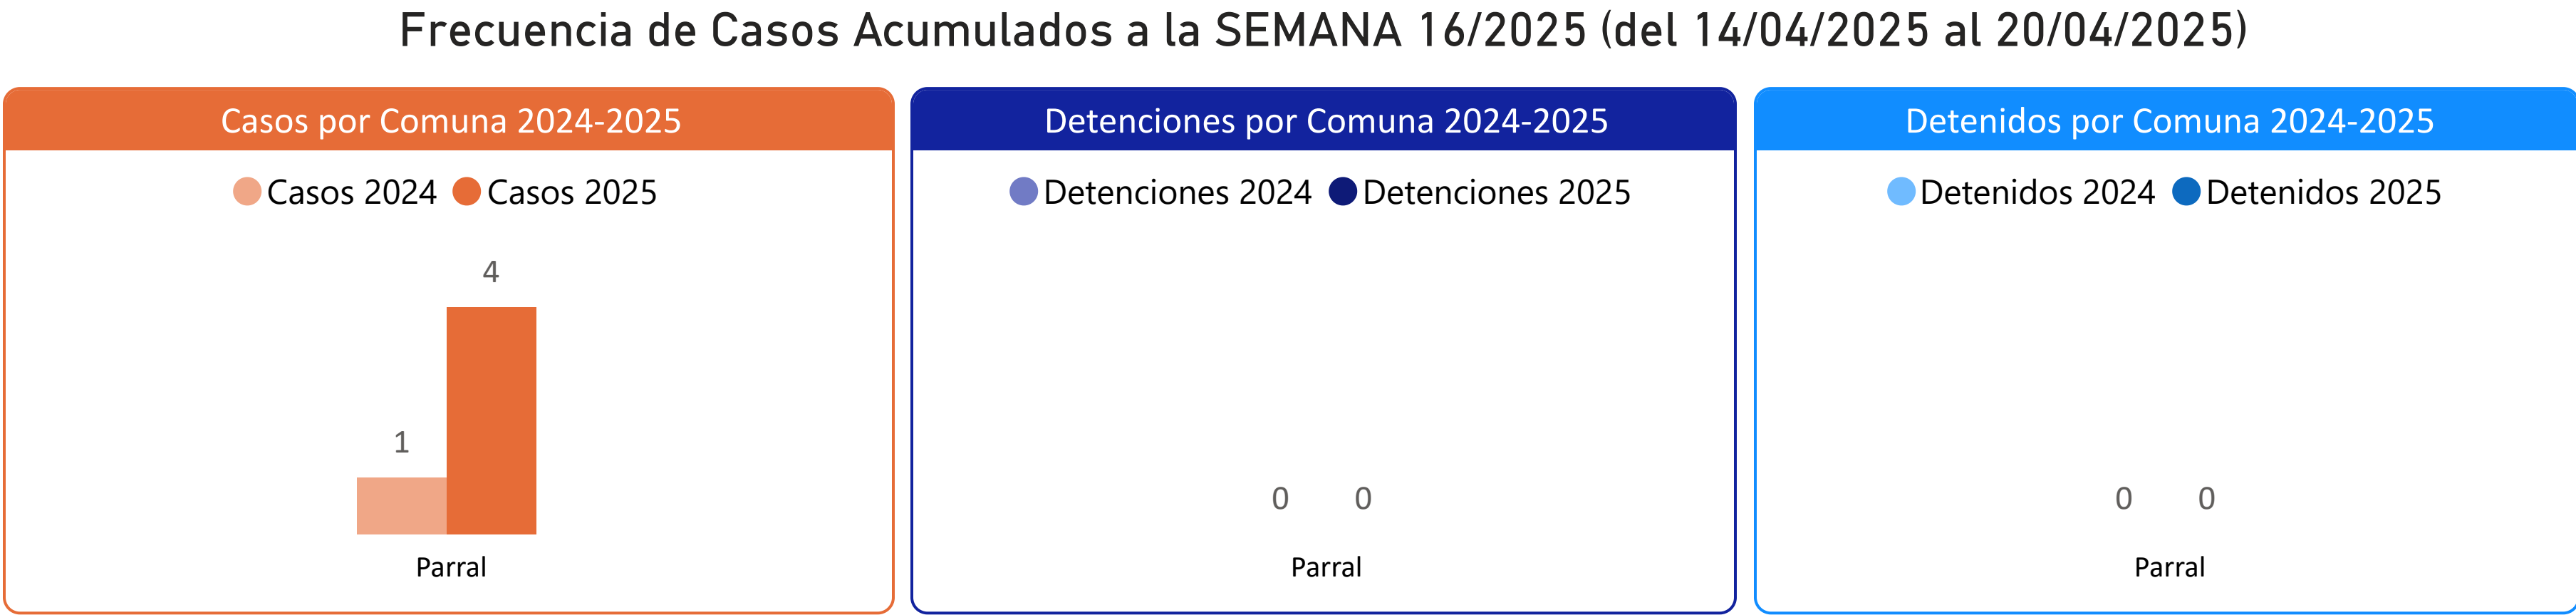 Frecuencia de Casos Acumulados a la SEMANA 16/2025 (del 14/04/2025 al 20/04/2025)
Casos por Comuna 2024-2025
Casos 2024 Casos 2025
4
1
Parral
Detenciones por Comuna 2024-2025
Detenciones 2024 Detenciones 2025
0 0
Parral
Detenidos por Comuna 2024-2025
Detenidos 2024 Detenidos 2025
0 0
Parral